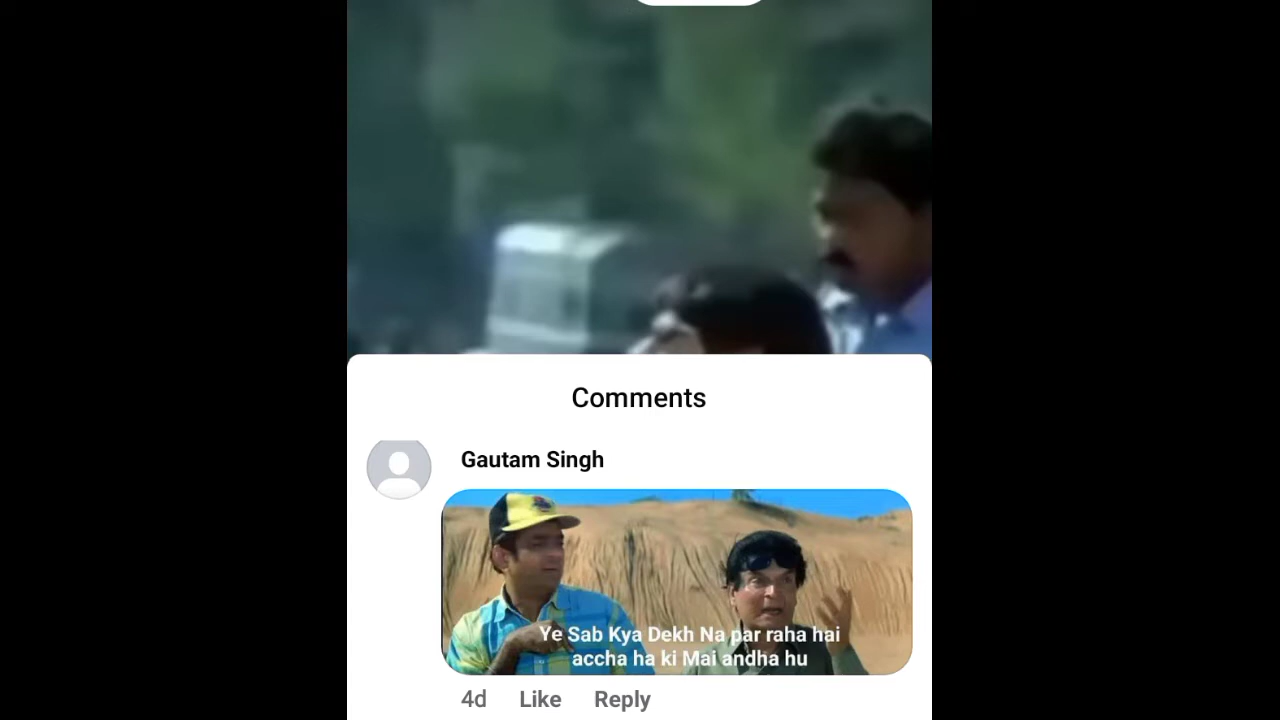 Comments
Gautam Singh
Ye Sab Kya Dekh Na par raha hai
accha ha ki Mai andha hu
4d Like Reply